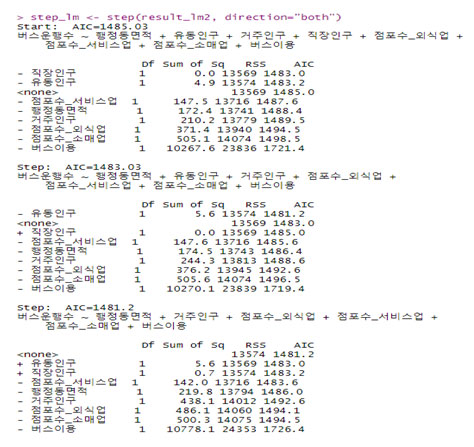 > step_lm <- step(result_lm2, direction="both")
Start: AIC=1485.03
버스운행수 ~ 행정동면적 + 유동인구 + 거주인구 + 직장인구 + 점포수_외식업 +
점포수_서비스업 + 점포수_소매업 + 버스이용
Df Sum of Sq RSS AIC
- 직장인구 1 0.0 13569 1483.0
- 유동인구 1 4.9 13574 1483.2
<none> 13569 1485.0
- 점포수_서비스업 1 147.5 13716 1487.6
- 행정동면적 1 172.4 13741 1488.4
- 거주인구 1 210.2 13779 1489.5
- 점포수_외식업 1 371.4 13940 1494.5
- 점포수_소매업 1 505.1 14074 1498.5
- 버스이용 1 10267.6 23836 1721.4
Step: AIC=1483.03
버스운행수 ~ 행정동면적 + 유동인구 + 거주인구 + 점포수_외식업 +
점포수_서비스업 + 점포수_소매업 + 버스이용
Df Sum of Sq RSS AIC
- 유동인구 1 5.6 13574 1481.2
<none> 13569 1483.0
+ 직장인구 1 0.0 13569 1485.0
- 점포수_서비스업 1 147.6 13716 1485.6
- 행정동면적 1 174.5 13743 1486.4
- 거주인구 1 244.3 13813 1488.6
- 점포수_외식업 1 376.2 13945 1492.6
- 점포수_소매업 1 505.6 14074 1496.5
- 버스이용 1 10270.1 23839 1719.4
Step: AIC=1481.2
버스운행수 ~ 행정동면적 + 거주인구 + 점포수_외식업 + 점포수_서비스업 +
점포수_소매업 + 버스이용
Df Sum of Sq RSS AIC
<none> 13574 1481.2
+ 유동인구 1 5.6 13569 1483.0
+ 직장인구 1 0.7 13574 1483.2
- 점포수_서비스업 1 142.0 13716 1483.6
- 행정동면적 1 219.8 13794 1486.0
- 거주인구 1 438.1 14012 1492.6
- 점포수_외식업 1 486.1 14060 1494.1
- 점포수_소매업 1 500.3 14075 1494.5
- 버스이용 1 10778.1 24353 1726.4